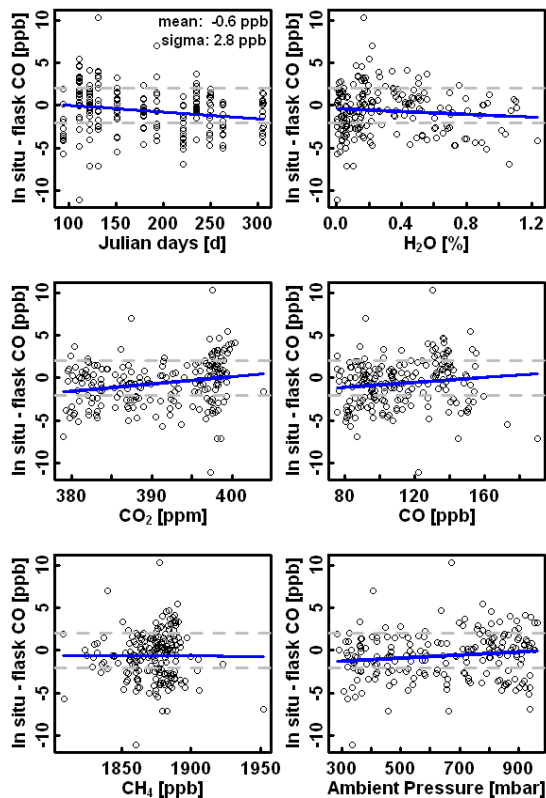 In situ - flask CO [ppb]
10
5
0
-5
-10
mean: -0.6 ppb
sigma: 2.8 ppb
100 150 200 250 300
Julian days [d]
In situ - flask CO [ppb]
10
5
0
-5
-10
0.0 0.4 0.8 1.2
H₂O [%]
In situ - flask CO [ppb]
10
5
0
-5
-10
380 390 400
CO₂ [ppm]
In situ - flask CO [ppb]
10
5
0
-5
-10
80 120 160
CO [ppb]
In situ - flask CO [ppb]
10
5
0
-5
-10
1850 1900 1950
CH₄ [ppb]
In situ - flask CO [ppb]
10
5
0
-5
-10
300 500 700 900
Ambient Pressure [mbar]